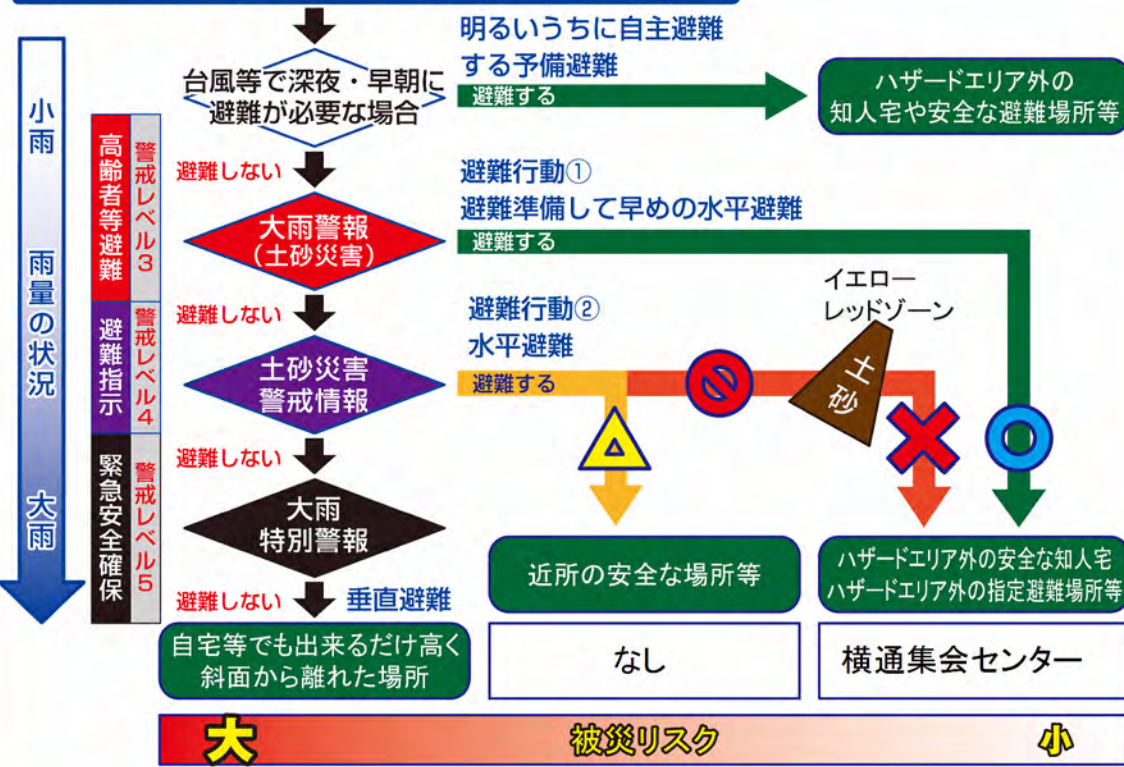 明るいうちに自主避難
する予備避難
台風等で深夜・早朝に
避難が必要な場合
避難する
ハザードエリア外の
知人宅や安全な避難場所等
小雨 雨量の状況 大雨
高齢者等避難
警戒レベル3
避難しない
避難行動①
避難準備して早めの水平避難
大雨警報
(土砂災害)
避難する
避難指示
警戒レベル4
避難しない
避難行動②
水平避難
イエロー
レッドゾーン
土砂災害
警戒情報
避難する
土砂
緊急安全確保
警戒レベル5
避難しない
大雨
特別警報
避難しない
垂直避難
近所の安全な場所等
ハザードエリア外の安全な知人宅
ハザードエリア外の指定避難場所等
自宅等でも出来るだけ高く
斜面から離れた場所
なし
横通集会センター
大 被災リスク 小